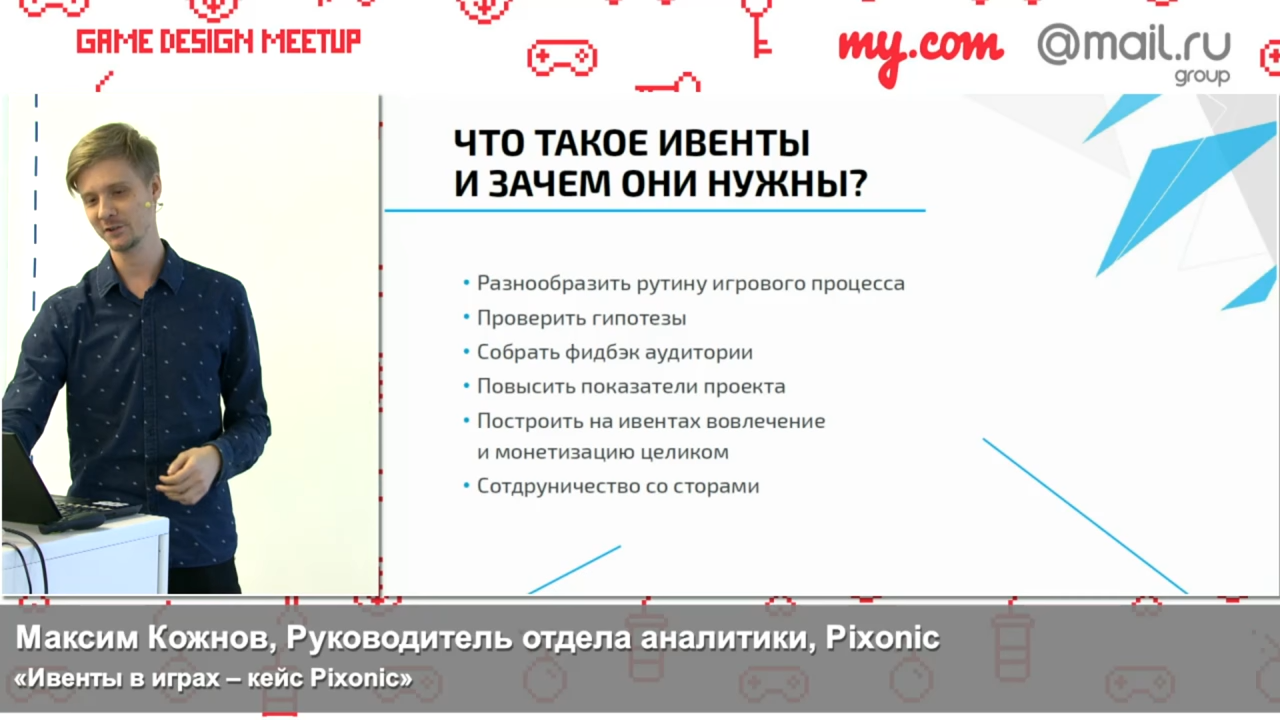 GAME DESIGN MEETUP
my.com
@mail.ru
group
ЧТО ТАКОЕ ИВЕНТЫ
И ЗАЧЕМ ОНИ НУЖНЫ?
• Разнообразить рутину игрового процесса
• Проверить гипотезы
• Собрать фидбэк аудитории
• Повысить показатели проекта
• Построить на ивентах вовлечение
и монетизацию целиком
• Сотдруничество со сторами
Максим Кожнов, Руководитель отдела аналитики, Pixonic
«Ивенты в играх – кейс Pixonic»